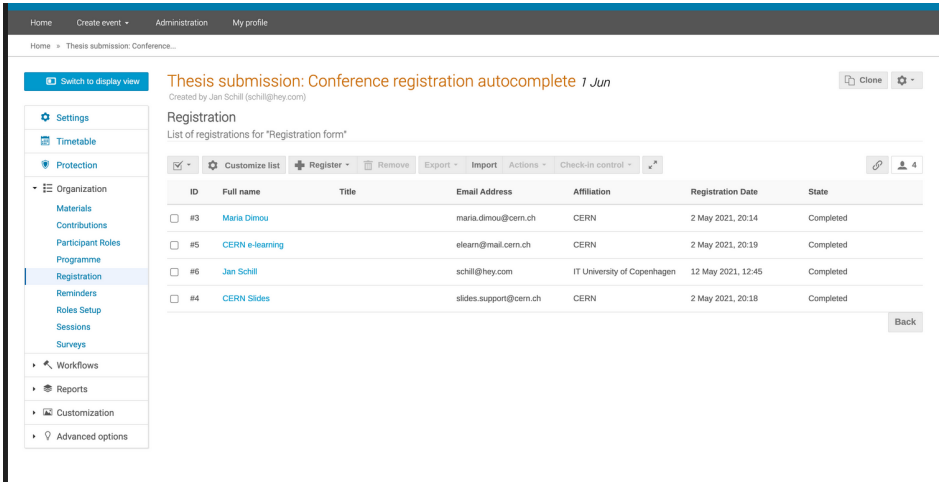 Home Create event Administration My profile
Home » Thesis submission: Conference...
Switch to display view
Settings
Timetable
Protection
Organization
Materials
Contributions
Participant Roles
Programme
Registration
Reminders
Roles Setup
Sessions
Surveys
Workflows
Reports
Customization
Advanced options
Thesis submission: Conference registration autocomplete 1 Jun
Clone
Created by Jan Schill (schill@hey.com)
Registration
List of registrations for "Registration form"
Customize list Register Remove Export Import Actions Check-in control 4
ID Full name Title Email Address Affiliation Registration Date State
#3 Maria Dimou maria.dimou@cern.ch CERN 2 May 2021, 20:14 Completed
#5 CERN e-learning elearn@mail.cern.ch CERN 2 May 2021, 20:19 Completed
#6 Jan Schill schill@hey.com IT University of Copenhagen 12 May 2021, 12:45 Completed
#4 CERN Slides slides.support@cern.ch CERN 2 May 2021, 20:18 Completed
Back